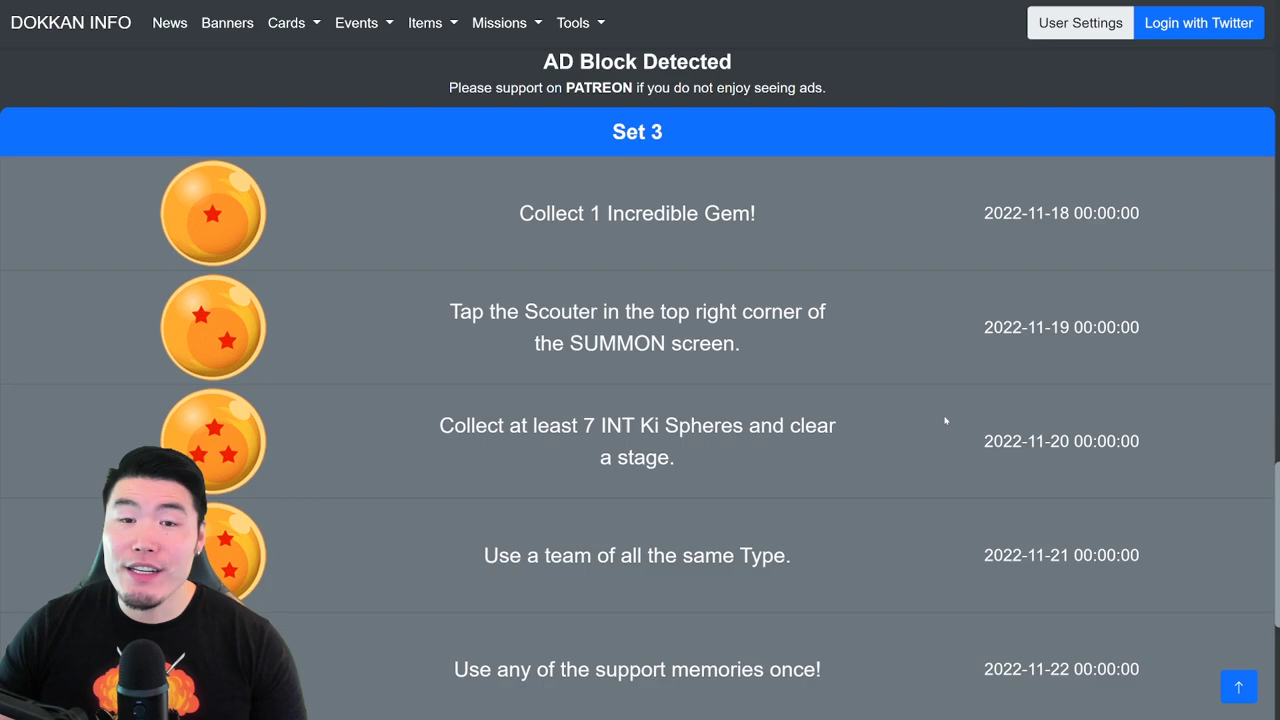 DOKKAN INFO News Banners Cards Events Items Missions Tools User Settings Login with Twitter
AD Block Detected
Please support on PATREON if you do not enjoy seeing ads.
Set 3
Collect 1 Incredible Gem! 2022-11-18 00:00:00
Tap the Scouter in the top right corner of
the SUMMON screen.
2022-11-19 00:00:00
Collect at least 7 INT Ki Spheres and clear
a stage.
2022-11-20 00:00:00
Use a team of all the same Type. 2022-11-21 00:00:00
Use any of the support memories once! 2022-11-22 00:00:00